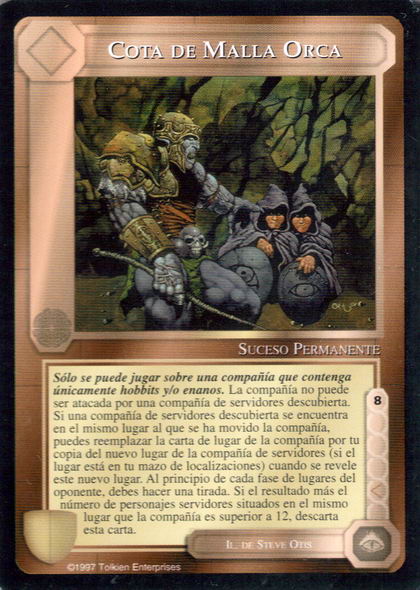 COTA DE MALLA ORCA
SUCESO PERMANENTE
Sólo se puede jugar sobre una compañía que contenga
únicamente hobbits y/o enanos. La compañía no puede
ser atacada por una compañía de servidores descubierta.
Si una compañía de servidores descubierta se encuentra
en el mismo lugar al que se ha movido la compañía,
puedes reemplazar la carta de lugar de la compañía por tu
copia del nuevo lugar de la compañía de servidores (si el
lugar está en tu mazo de localizaciones) cuando se revele
este nuevo lugar. Al principio de cada fase de lugares del
oponente, debes hacer una tirada. Si el resultado más el
número de personajes servidores situados en el mismo
lugar que la compañía es superior a 12, descarta
esta carta.
8
IL. DE STEVE OTIS
©1997 Tolkien Enterprises